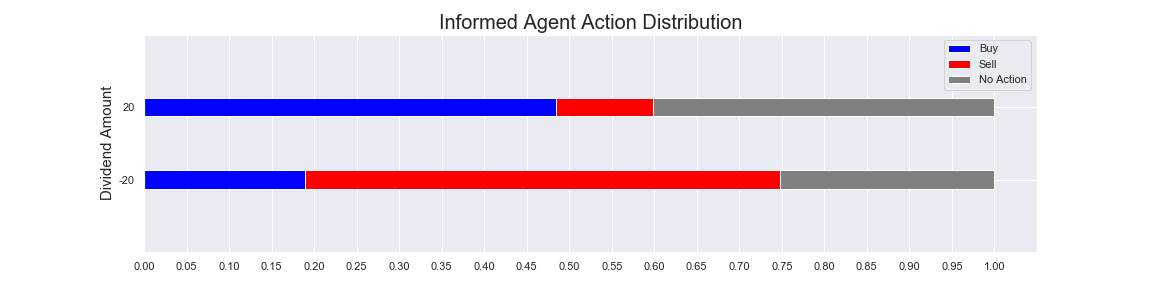 Informed Agent Action Distribution
Buy
Sell
No Action
Dividend Amount
20
-20
0.00 0.05 0.10 0.15 0.20 0.25 0.30 0.35 0.40 0.45 0.50 0.55 0.60 0.65 0.70 0.75 0.80 0.85 0.90 0.95 1.00